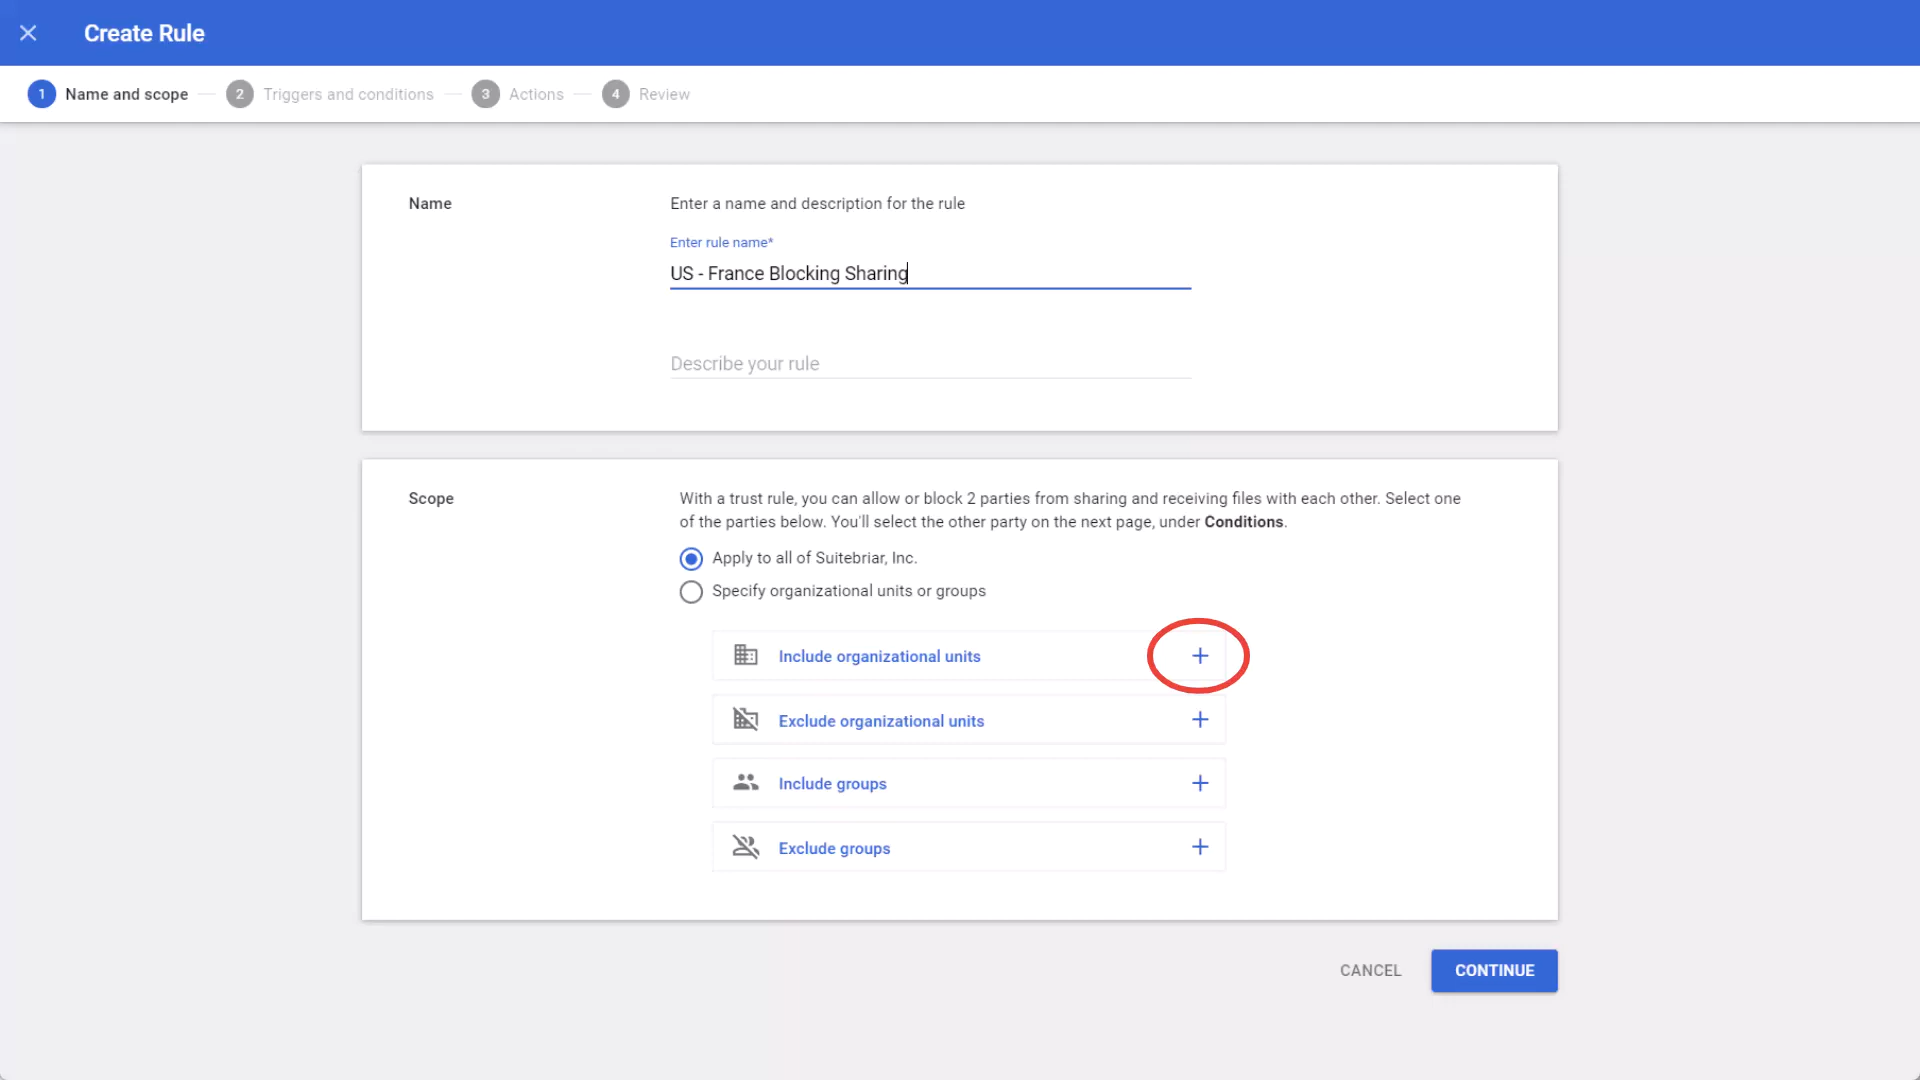 Create Rule
1 Name and scope 2 Triggers and conditions 3 Actions 4 Review
Name
Enter a name and description for the rule
Enter rule name*
US - France Blocking Sharing
Describe your rule
Scope
With a trust rule, you can allow or block 2 parties from sharing and receiving files with each other. Select one
of the parties below. You'll select the other party on the next page, under Conditions.
Apply to all of Suitebriar, Inc.
Specify organizational units or groups
Include organizational units
Exclude organizational units
Include groups
Exclude groups
CANCEL CONTINUE